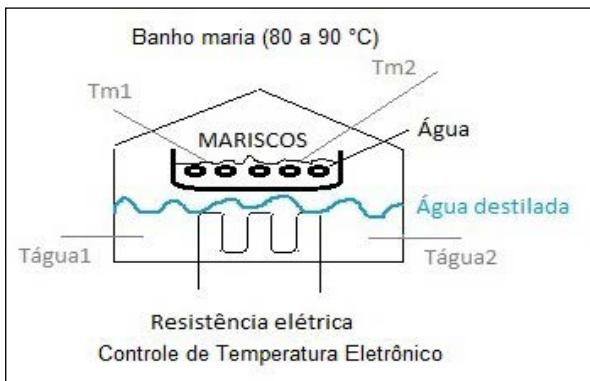 Banho maria (80 a 90 °C)
Tm1
Tm2
MARISCOS
Água
Água destilada
Tágua1
Tágua2
Resistência elétrica
Controle de Temperatura Eletrônico